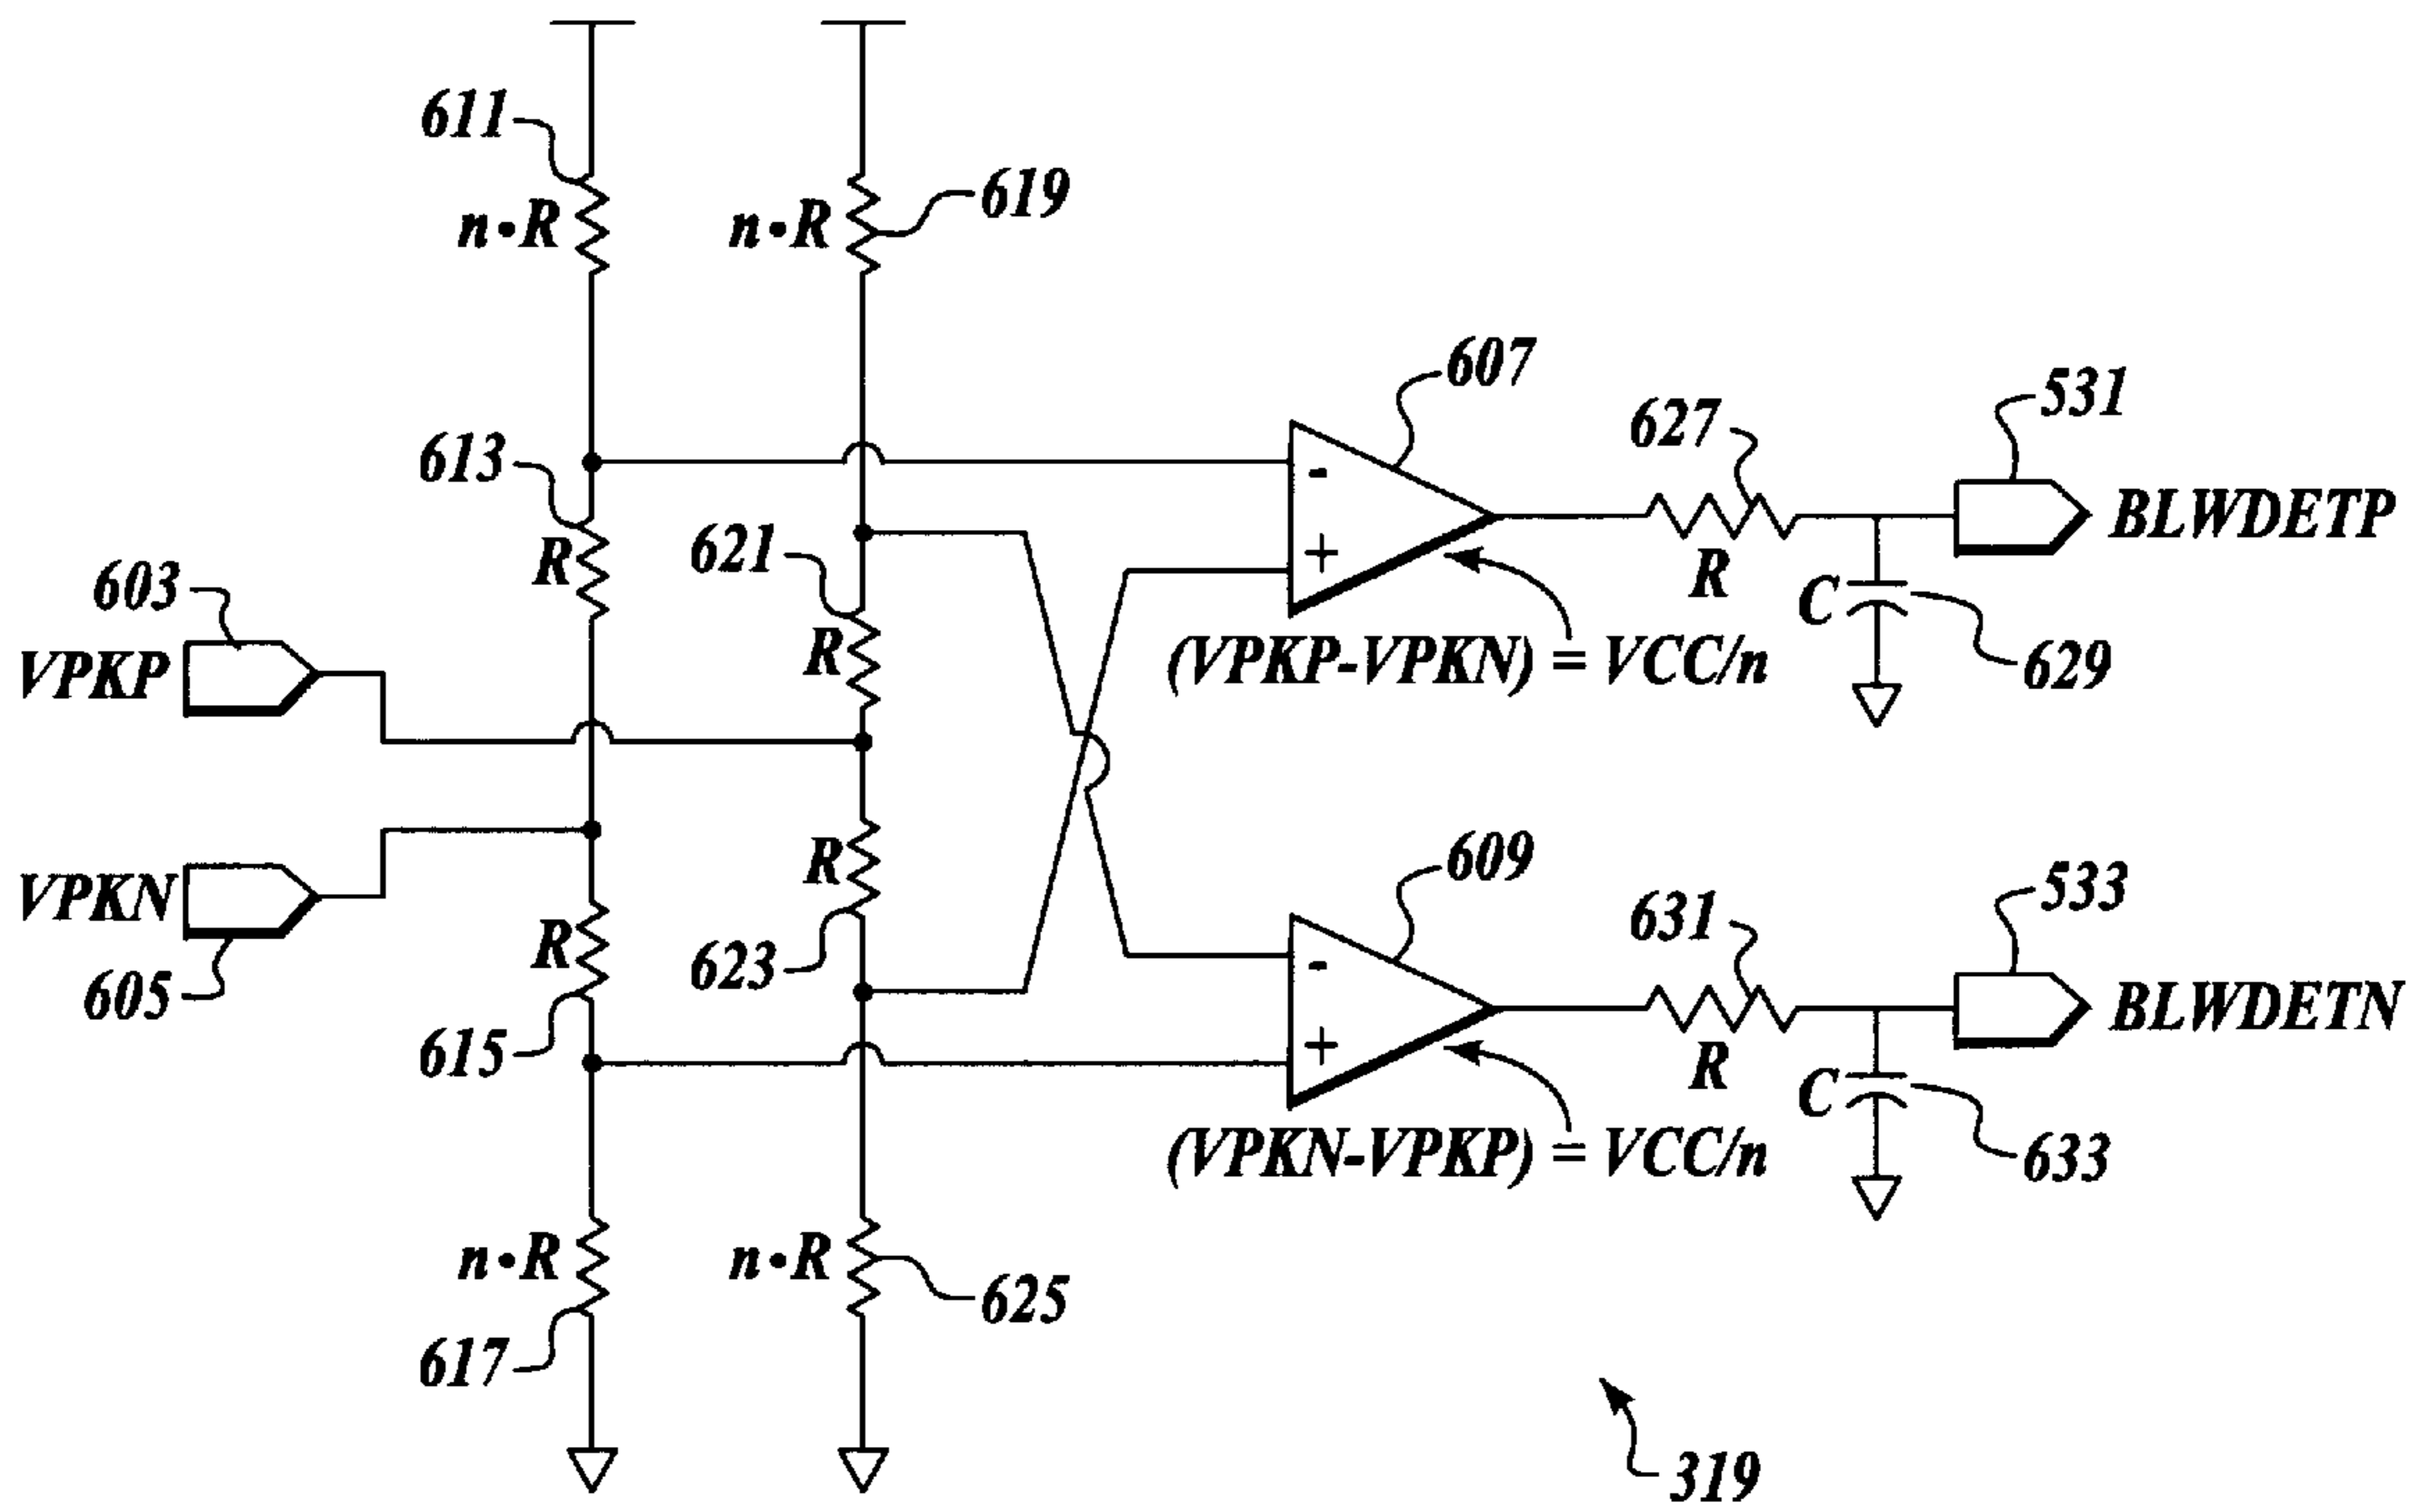 611
n•R
n•R
619
607
531
613
627
BLWDETP
R
621
-
+
R
603
R
C
VPKP
(VPKP-VPKN) = VCC/n
629
VPKN
R
609
533
R
623
631
BLWDETN
605
-
+
615
R
C
(VPKN-VPKP) = VCC/n
633
n•R
n•R
625
617
319